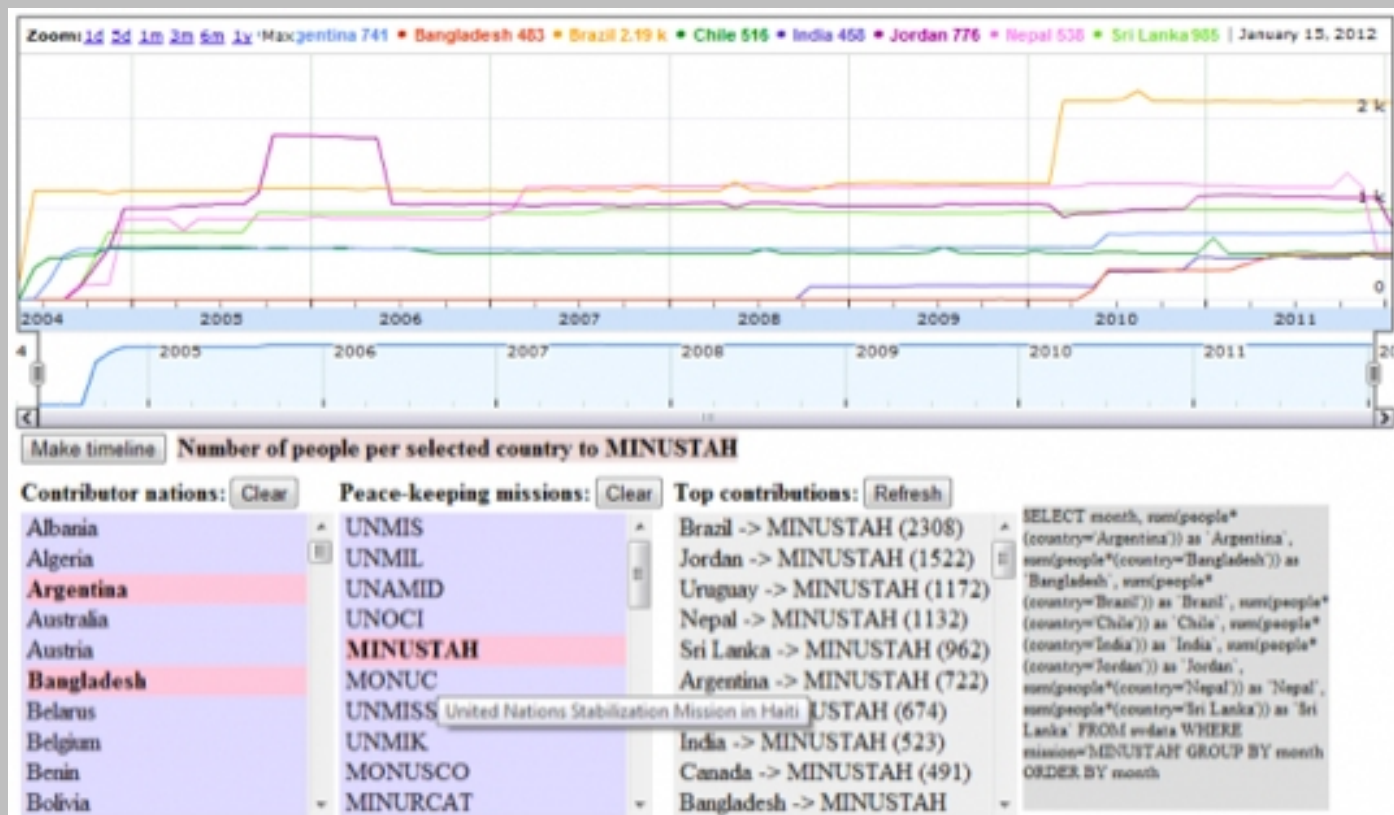 Zoom: 1d 5d 1m 3m 6m 1y Max gentina 741 • Bangladesh 483 • Brazil 2.19 k • Chile 516 • India 458 • Jordan 776 • Nepal 538 • Sri Lanka 985 | January 15, 2012
2 k
1 k
0
2004 2005 2006 2007 2008 2009 2010 2011
4 2005 2006 2007 2008 2009 2010 2011 20
Make timeline Number of people per selected country to MINUSTAH
Contributor nations: Clear Peace-keeping missions: Clear Top contributions: Refresh
Albania
Algeria
Argentina
Australia
Austria
Bangladesh
Belarus
Belgium
Benin
Bolivia
UNMIS
UNMIL
UNAMID
UNOCI
MINUSTAH
MONUC
UNMISS
United Nations Stabilization Mission in Haiti
UNMIK
MONUSCO
MINURCAT
Brazil -> MINUSTAH (2308)
Jordan -> MINUSTAH (1522)
Uruguay -> MINUSTAH (1172)
Nepal -> MINUSTAH (1132)
Sri Lanka -> MINUSTAH (962)
Argentina -> MINUSTAH (722)
USTAH (674)
India -> MINUSTAH (523)
Canada -> MINUSTAH (491)
Bangladesh -> MINUSTAH
SELECT month, sum(people*
(country='Argentina')) as `Argentina`,
sum(people*(country='Bangladesh')) as
`Bangladesh`, sum(people*
(country='Brazil')) as `Brazil`, sum(people*
(country='Chile')) as `Chile`, sum(people*
(country='India')) as `India`, sum(people*
(country='Jordan')) as `Jordan`,
sum(people*(country='Nepal')) as `Nepal`,
sum(people*(country='Sri Lanka')) as `Sri
Lanka` FROM evdata WHERE
mission='MINUSTAH' GROUP BY month
ORDER BY month